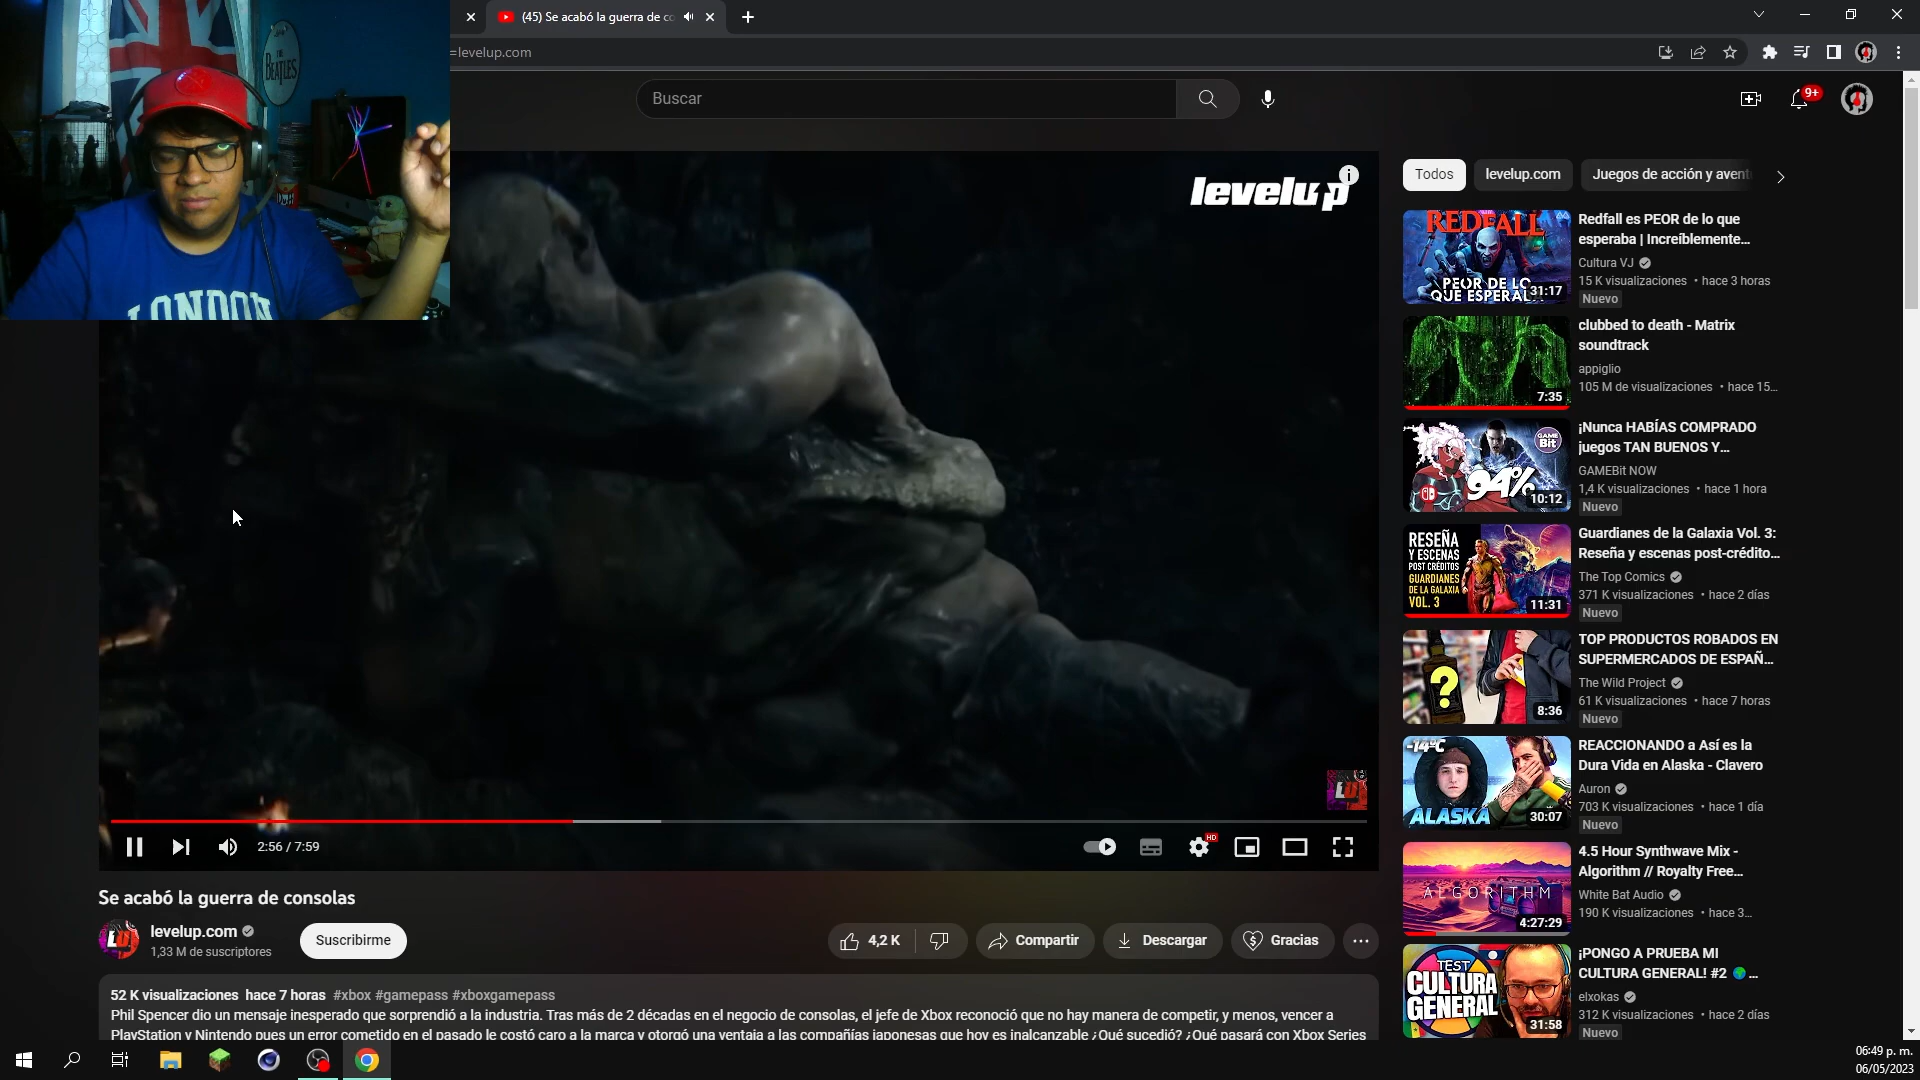 (45) Se acabó la guerra de co
=levelup.com
THE
BEATLES
LONDON
Buscar
9+
levelup
Todos
levelup.com
Juegos de acción y avent
REDFALL
PEOR DE LO
QUE ESPERA
31:17
Redfall es PEOR de lo que
esperaba | Increíblemente...
Cultura VJ
15 K visualizaciones • hace 3 horas
Nuevo
7:35
clubbed to death - Matrix
soundtrack
appiglio
105 M de visualizaciones • hace 15...
GAME
Bit
94%
10:12
¡Nunca HABÍAS COMPRADO
juegos TAN BUENOS Y...
GAMEBit NOW
1,4 K visualizaciones • hace 1 hora
Nuevo
RESEÑA
Y ESCENAS
POST CRÉDITOS
GUARDIANES
DE LA GALAXIA
VOL. 3
11:31
Guardianes de la Galaxia Vol. 3:
Reseña y escenas post-crédito...
The Top Comics
371 K visualizaciones • hace 2 días
Nuevo
?
8:36
TOP PRODUCTOS ROBADOS EN
SUPERMERCADOS DE ESPAÑ...
The Wild Project
61 K visualizaciones • hace 7 horas
Nuevo
-14ºC
ALASKA
30:07
REACCIONANDO a Así es la
Dura Vida en Alaska - Clavero
Auron
703 K visualizaciones • hace 1 día
Nuevo
ALGORITHM
4:27:29
4.5 Hour Synthwave Mix -
Algorithm // Royalty Free...
White Bat Audio
190 K visualizaciones • hace 3...
TEST
CULTURA
GENERAL
31:58
¡PONGO A PRUEBA MI
CULTURA GENERAL! #2 🌍 ...
elxokas
312 K visualizaciones • hace 2 días
Nuevo
LU
2:56 / 7:59
HD
Se acabó la guerra de consolas
LU
levelup.com
1,33 M de suscriptores
Suscribirme
4,2 K
Compartir
Descargar
Gracias
52 K visualizaciones hace 7 horas #xbox #gamepass #xboxgamepass
Phil Spencer dio un mensaje inesperado que sorprendió a la industria. Tras más de 2 décadas en el negocio de consolas, el jefe de Xbox reconoció que no hay manera de competir, y menos, vencer a
PlayStation y Nintendo pues un error cometido en el pasado le costó caro a la marca y otorgó una ventaja a las compañías japonesas que hoy es inalcanzable ¿Qué sucedió? ¿Qué pasará con Xbox Series
06:49 p. m.
06/05/2023